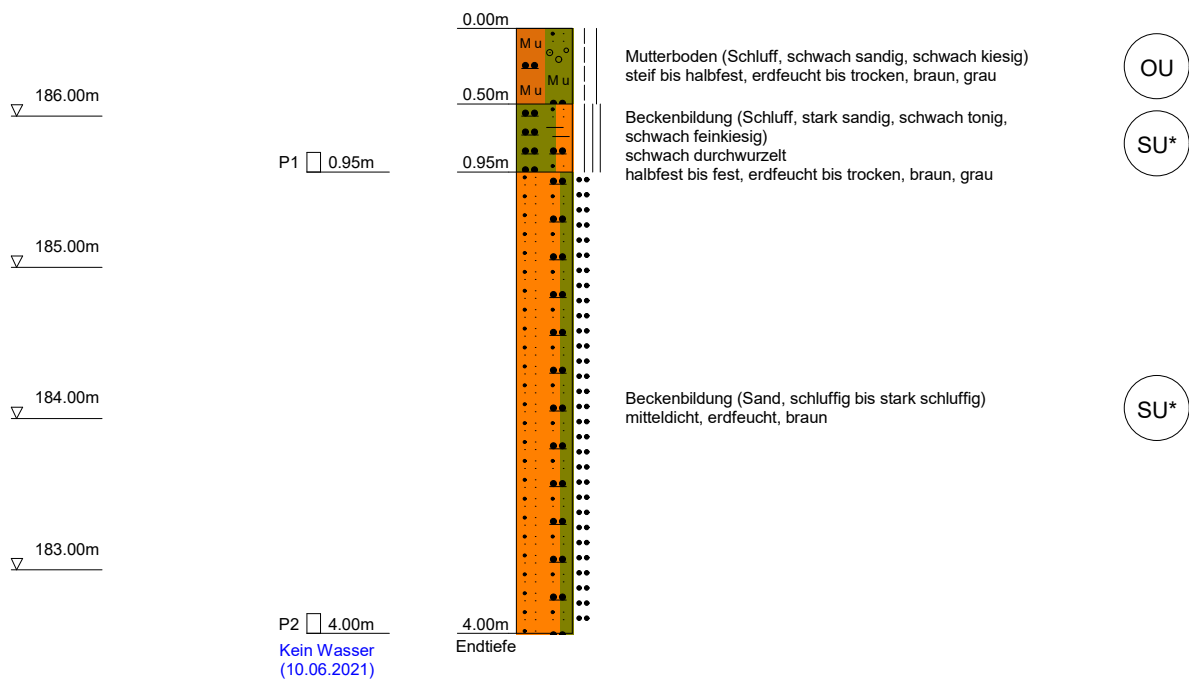 0.00m
M u
M u
M u
Mutterboden (Schluff, schwach sandig, schwach kiesig)
steif bis halbfest, erdfeucht bis trocken, braun, grau
OU
186.00m
0.50m
Beckenbildung (Schluff, stark sandig, schwach tonig,
schwach feinkiesig)
schwach durchwurzelt
halbfest bis fest, erdfeucht bis trocken, braun, grau
SU*
P1 0.95m
0.95m
185.00m
184.00m
Beckenbildung (Sand, schluffig bis stark schluffig)
mitteldicht, erdfeucht, braun
SU*
183.00m
P2 4.00m
4.00m
Kein Wasser
(10.06.2021)
Endtiefe